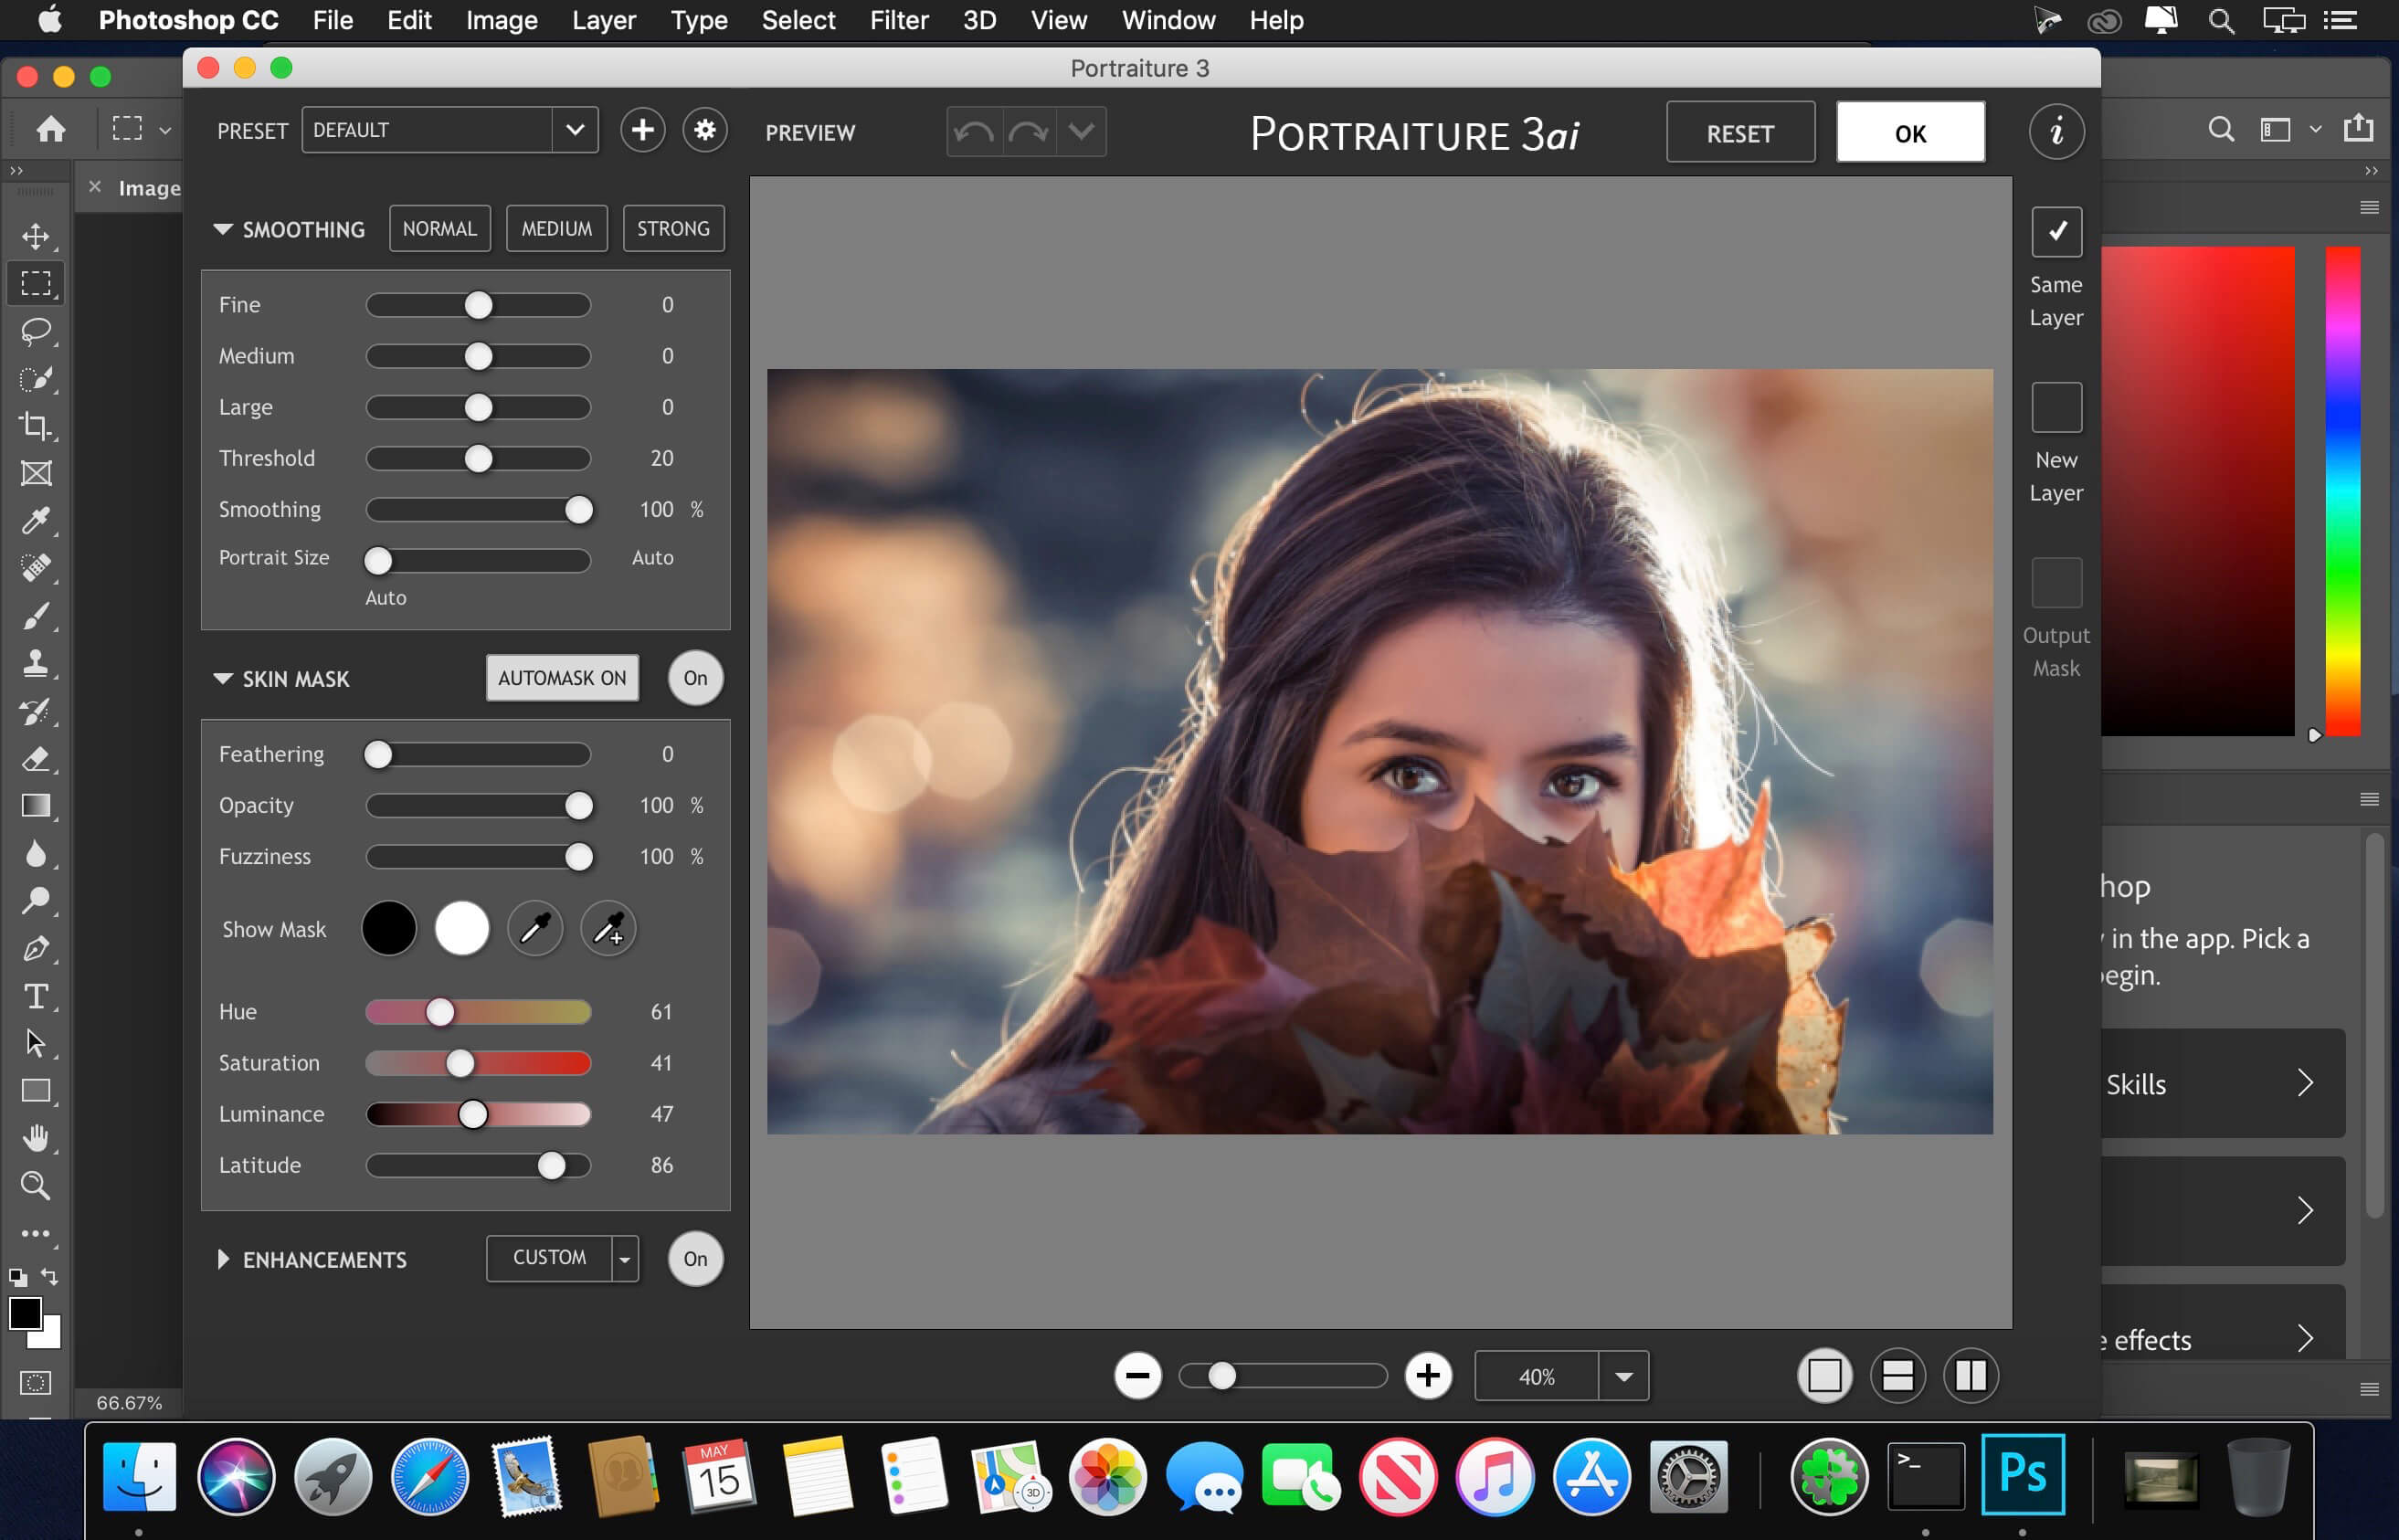 Photoshop CC File Edit Image Layer Type Select Filter 3D View Window Help
Portraiture 3
PRESET DEFAULT PREVIEW PORTRAITURE 3ai RESET OK i
Image
SMOOTHING NORMAL MEDIUM STRONG
Fine 0
Medium 0
Large 0
Threshold 20
Smoothing 100 %
Portrait Size Auto
Auto
SKIN MASK AUTOMASK ON On
Feathering 0
Opacity 100 %
Fuzziness 100 %
Show Mask
Hue 61
Saturation 41
Luminance 47
Latitude 86
ENHANCEMENTS CUSTOM On
Same
Layer
New
Layer
Output
Mask
hop
in the app. Pick a
egin.
Skills
effects
40%
66.67%
MAY
15
3D
>_
Ps